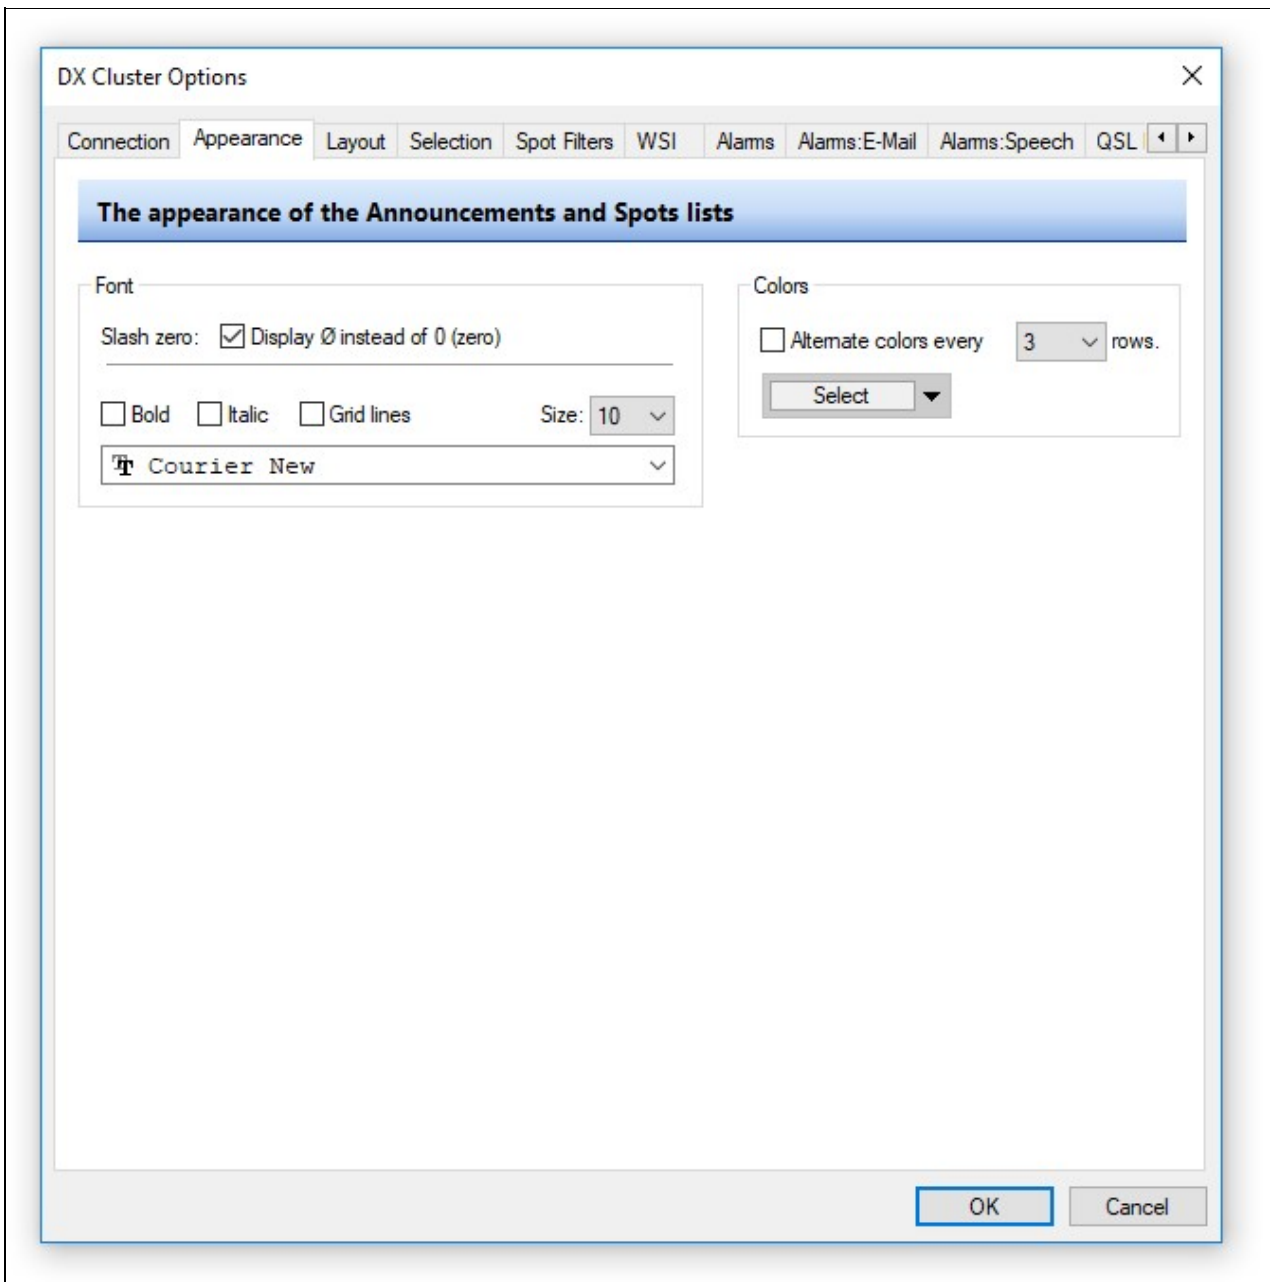 DX Cluster Options
Connection Appearance Layout Selection Spot Filters WSI Alarms Alarms:E-Mail Alarms:Speech QSL
The appearance of the Announcements and Spots lists
Font
Slash zero: Display Ø instead of 0 (zero)
Bold Italic Grid lines Size: 10
Courier New
Colors
Alternate colors every 3 rows.
Select
OK Cancel